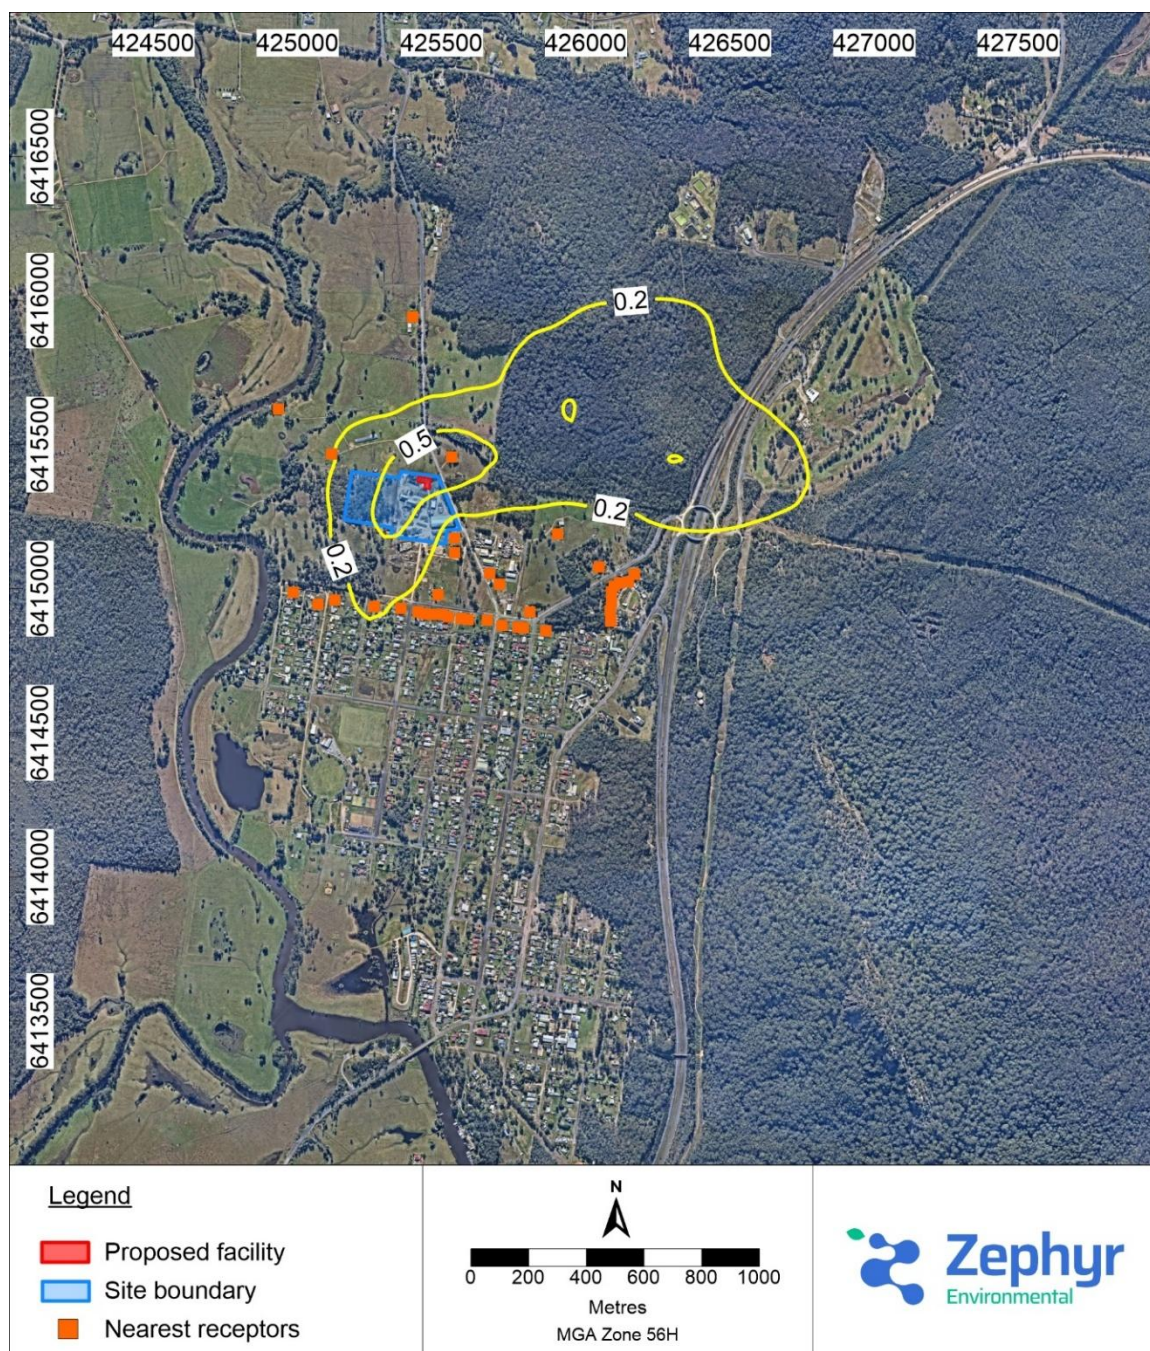 424500 425000 425500 426000 426500 427000 427500
6416500
6416000
6415500
6415000
6414500
6414000
6413500
0.2
0.5
0.2
0.2
Legend
Proposed facility
Site boundary
Nearest receptors
N
0 200 400 600 800 1000
Metres
MGA Zone 56H
Zephyr
Environmental